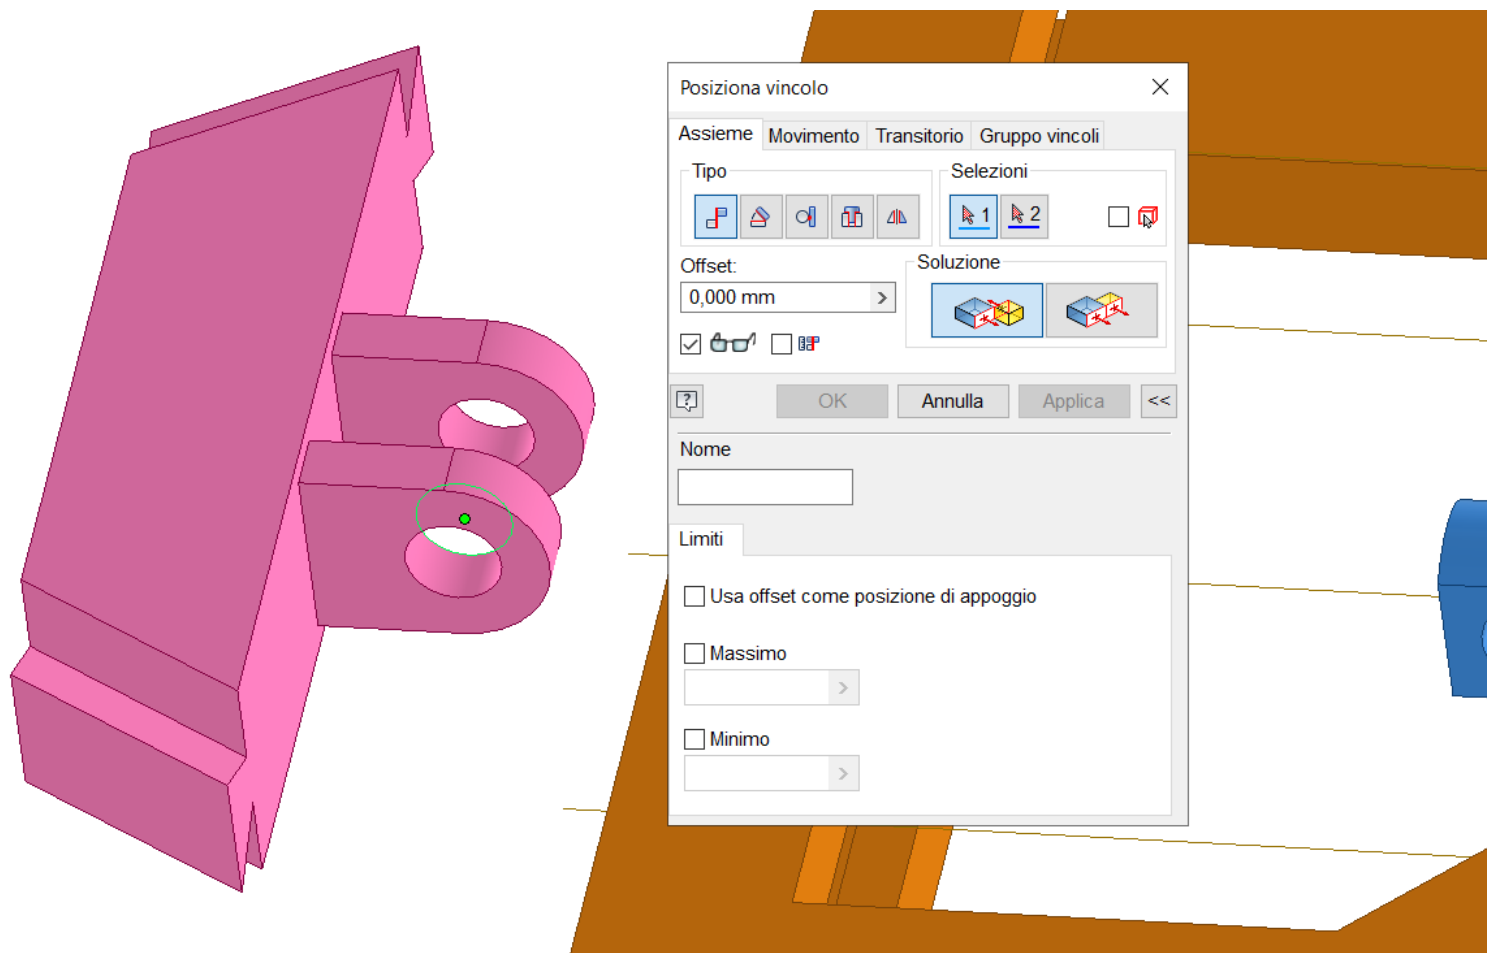 Posiziona vincolo
Assieme Movimento Transitorio Gruppo vincoli
Tipo
Selezioni
1
2
Offset:
0,000 mm
Soluzione
OK
Annulla
Applica
<<
Nome
Limiti
Usa offset come posizione di appoggio
Massimo
Minimo